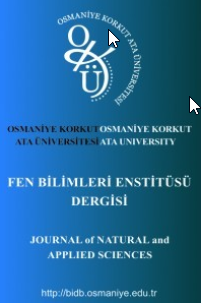 OSMANİYE KORKUT ATA ÜNİVERSİTESİ
OKÜ
OSMANİYE KORKUT OSMANİYE KORKUT
ATA ÜNİVERSİTESİ ATA UNIVERSITY
FEN BİLİMLERİ ENSTİTÜSÜ
DERGİSİ
JOURNAL of NATURAL and
APPLIED SCIENCES
http://bidb.osmaniye.edu.tr